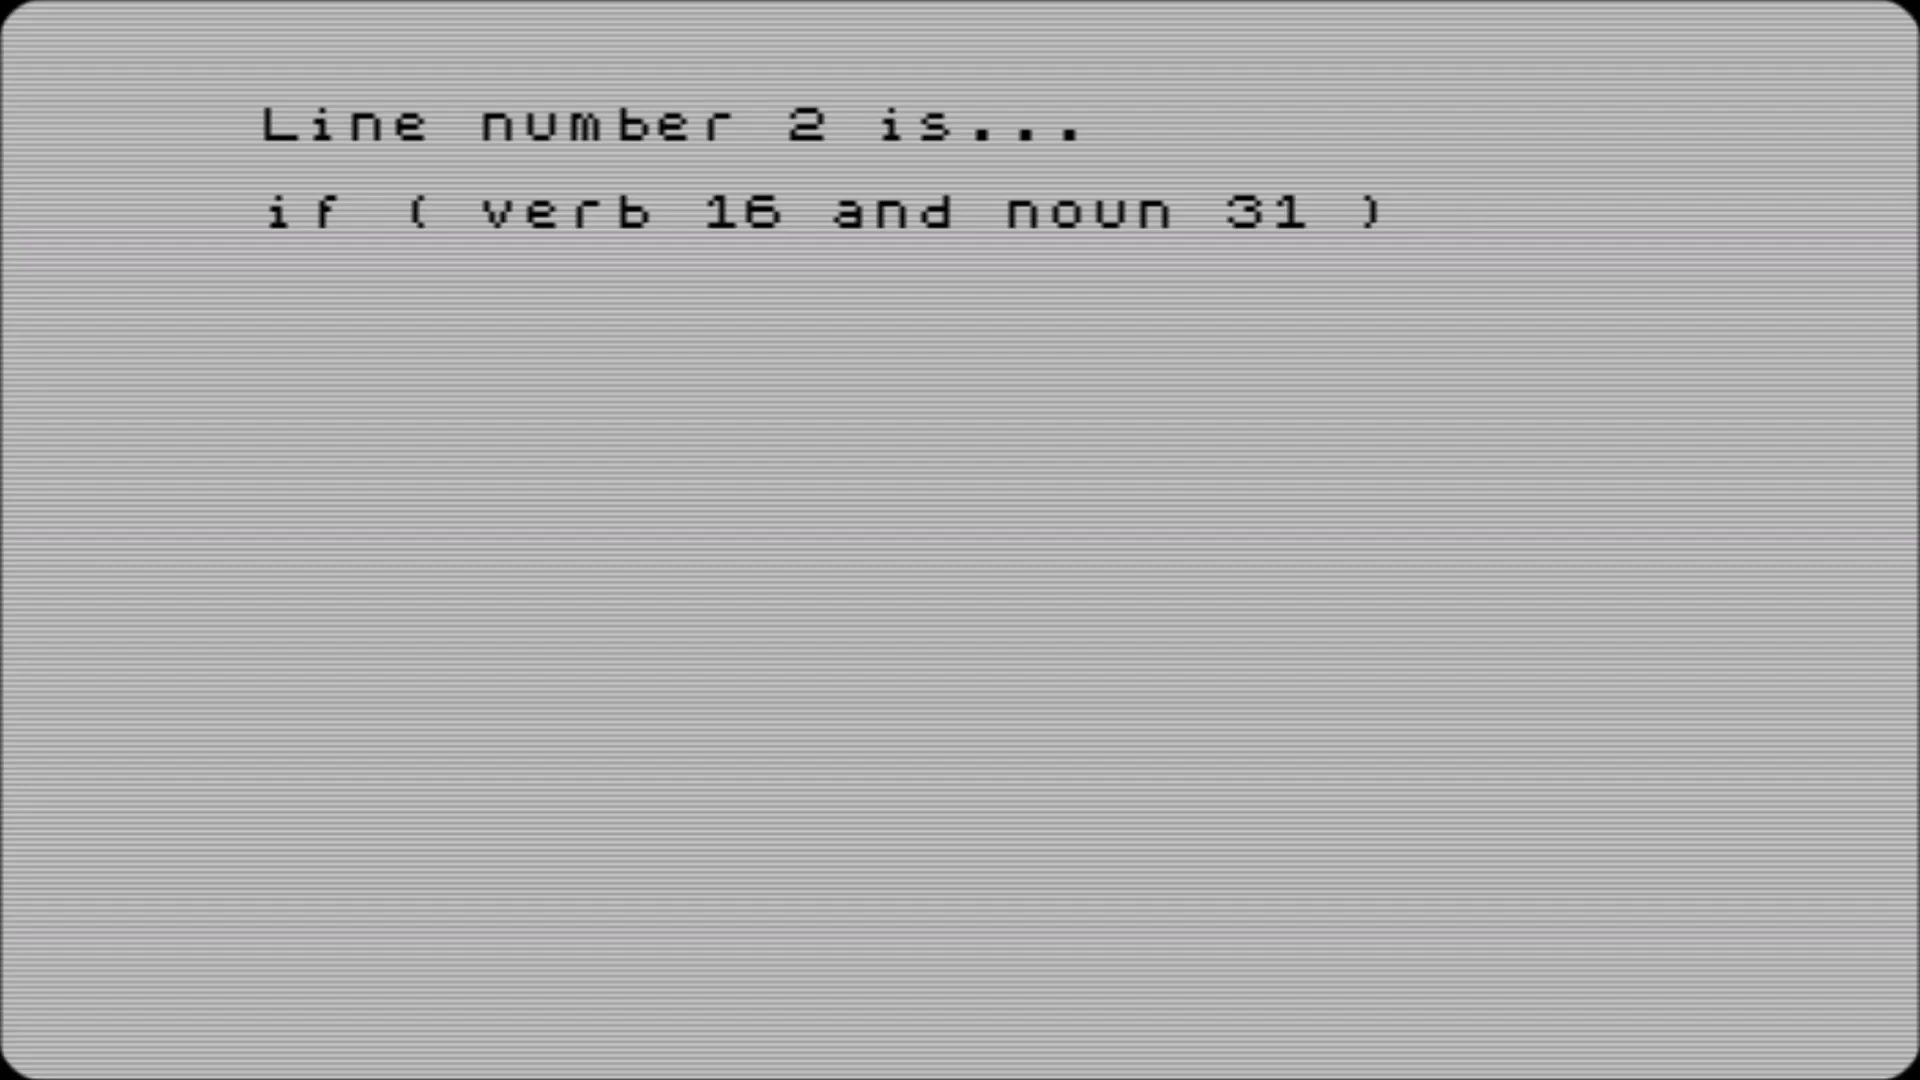 Line number 2 is...
if ( verb 16 and noun 31 )